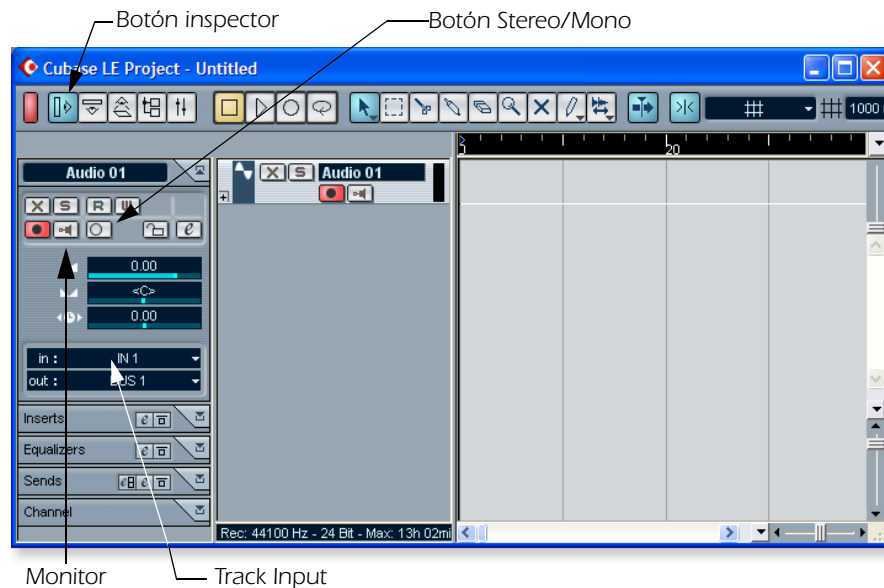 Botón inspector
Botón Stereo/Mono
Cubase LE Project - Untitled
1000
20
Audio 01
X S Audio 01
X S R W
e
0.00
<C>
0.00
in : IN 1
out : BUS 1
Inserts e
Equalizers e
Sends e e
Channel
Rec: 44100 Hz - 24 Bit - Max: 13h 02mi
Monitor
Track Input